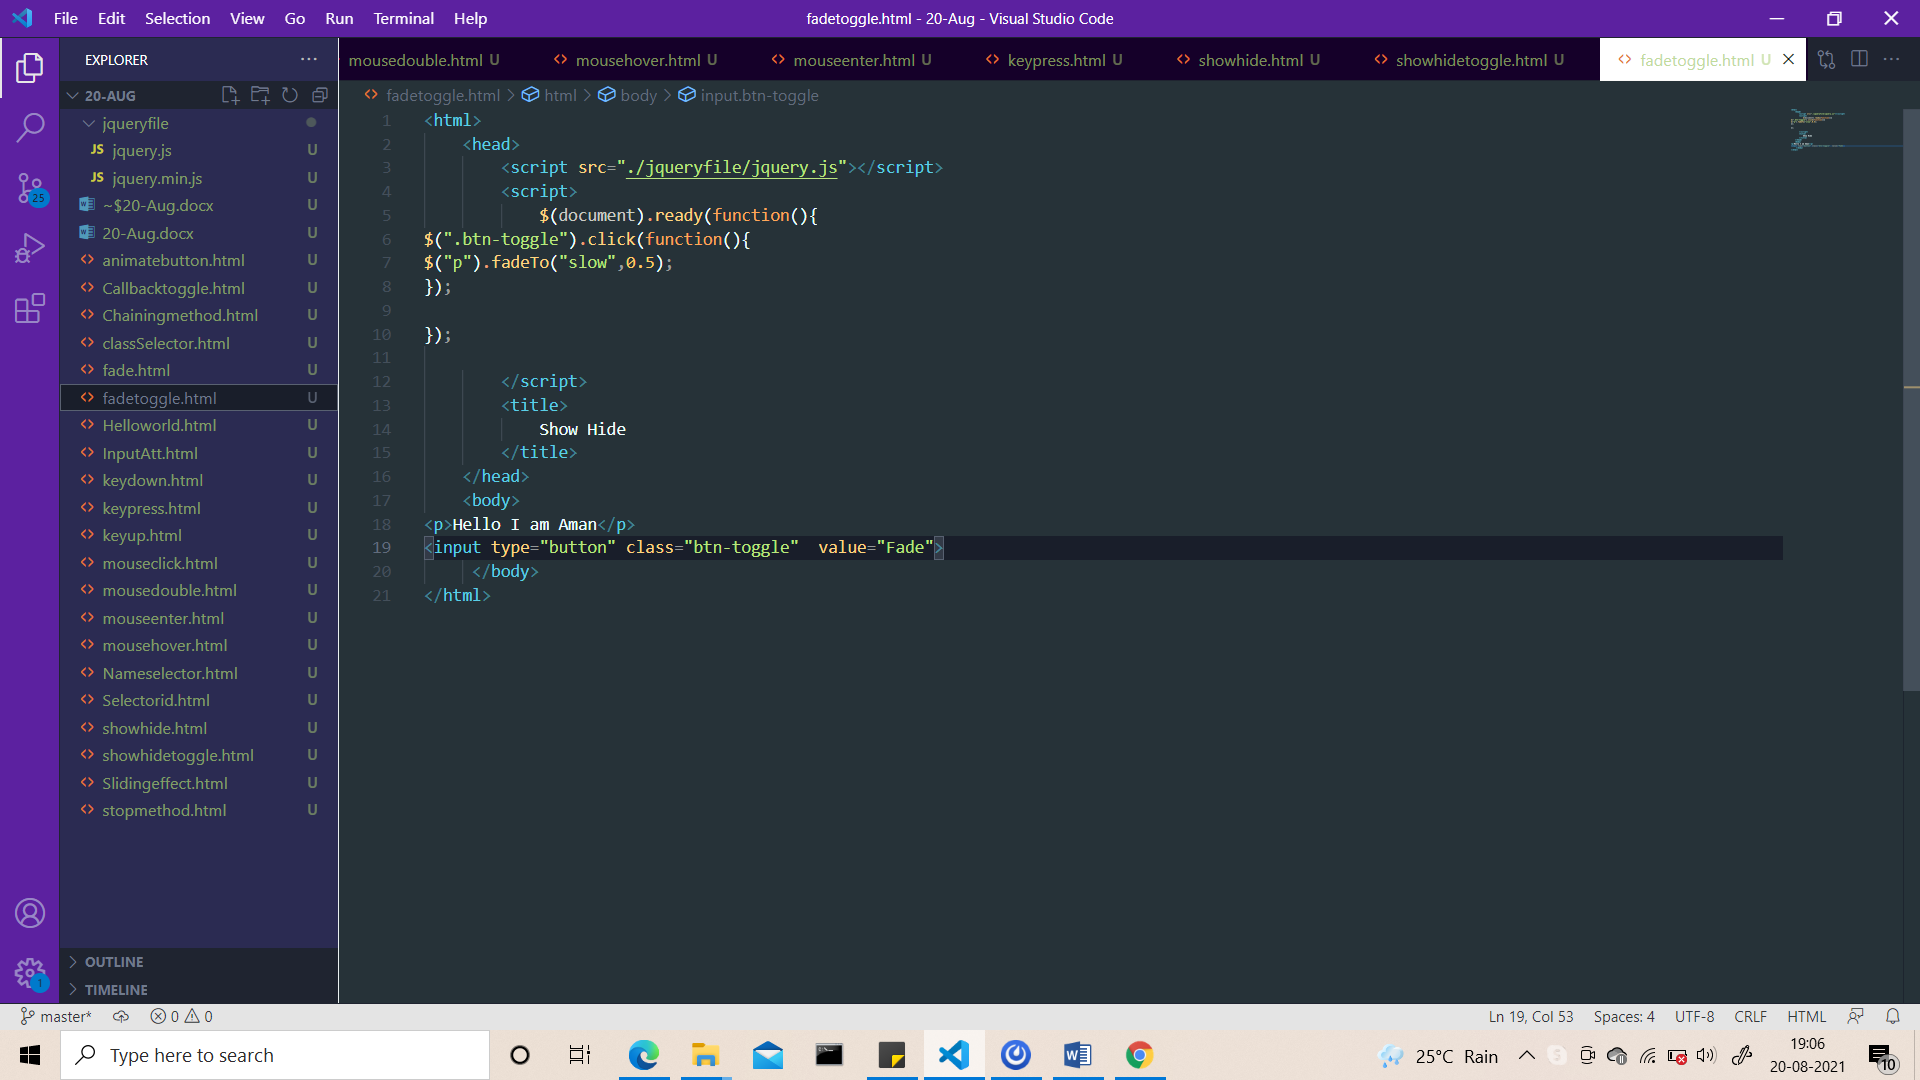 File Edit Selection View Go Run Terminal Help
fadetoggle.html - 20-Aug - Visual Studio Code
EXPLORER
mousedouble.html U
mousehover.html U
mouseenter.html U
keypress.html U
showhide.html U
showhidetoggle.html U
fadetoggle.html U
20-AUG
jqueryfile
JS jquery.js U
JS jquery.min.js U
~$20-Aug.docx U
20-Aug.docx U
animatebutton.html U
Callbacktoggle.html U
Chainingmethod.html U
classSelector.html U
fade.html U
fadetoggle.html U
Helloworld.html U
InputAtt.html U
keydown.html U
keypress.html U
keyup.html U
mouseclick.html U
mousedouble.html U
mouseenter.html U
mousehover.html U
Nameselector.html U
Selectorid.html U
showhide.html U
showhidetoggle.html U
Slidingeffect.html U
stopmethod.html U
OUTLINE
TIMELINE
25
1
fadetoggle.html > html > body > input.btn-toggle
1 <html>
2 <head>
3 <script src="./jqueryfile/jquery.js"></script>
4 <script>
5 $(document).ready(function(){
6 $(".btn-toggle").click(function(){
7 $("p").fadeTo("slow",0.5);
8 });
9
10 });
11
12 </script>
13 <title>
14 Show Hide
15 </title>
16 </head>
17 <body>
18 <p>Hello I am Aman</p>
19 <input type="button" class="btn-toggle"  value="Fade">
20 </body>
21 </html>
master* 0 0
Ln 19, Col 53 Spaces: 4 UTF-8 CRLF HTML
Type here to search
25°C Rain
19:06
20-08-2021
10